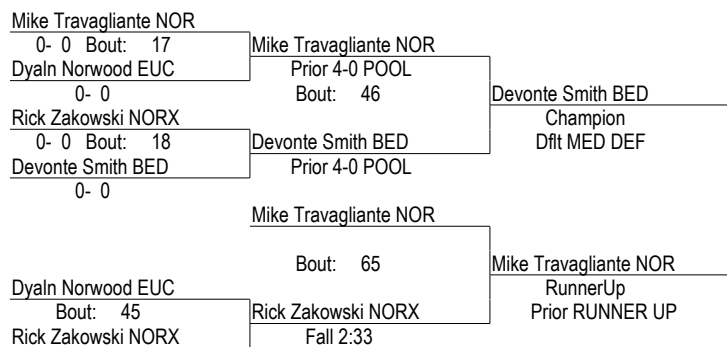 Mike Travagliante NOR
0- 0 Bout: 17 Mike Travagliante NOR
Dyaln Norwood EUC Prior 4-0 POOL
0- 0 Bout: 46 Devonte Smith BED
Rick Zakowski NORX Champion
0- 0 Bout: 18 Devonte Smith BED Dflt MED DEF
Devonte Smith BED Prior 4-0 POOL
0- 0
Mike Travagliante NOR
Bout: 65 Mike Travagliante NOR
Dyaln Norwood EUC RunnerUp
Bout: 45 Rick Zakowski NORX Prior RUNNER UP
Rick Zakowski NORX Fall 2:33